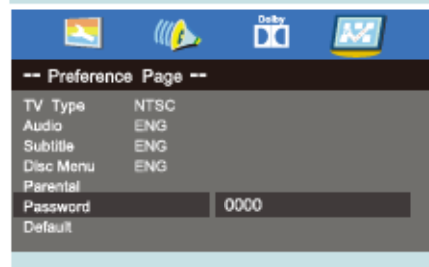 Dolby
-- Preference Page --
TV Type NTSC
Audio ENG
Subtitle ENG
Disc Menu ENG
Parental
Password 0000
Default